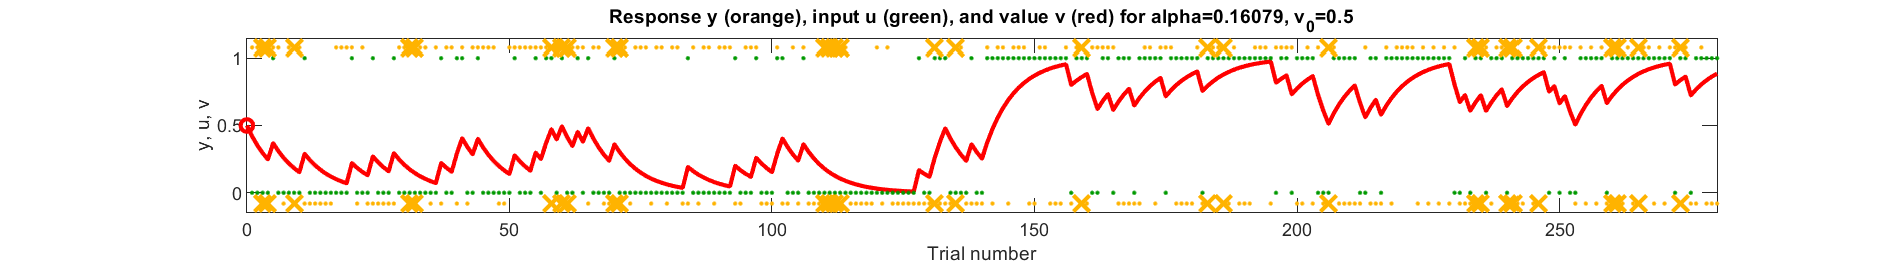 Response y (orange), input u (green), and value v (red) for alpha=0.16079, v0=0.5
y, u, v
1
0.5
0
0 50 100 150 200 250
Trial number